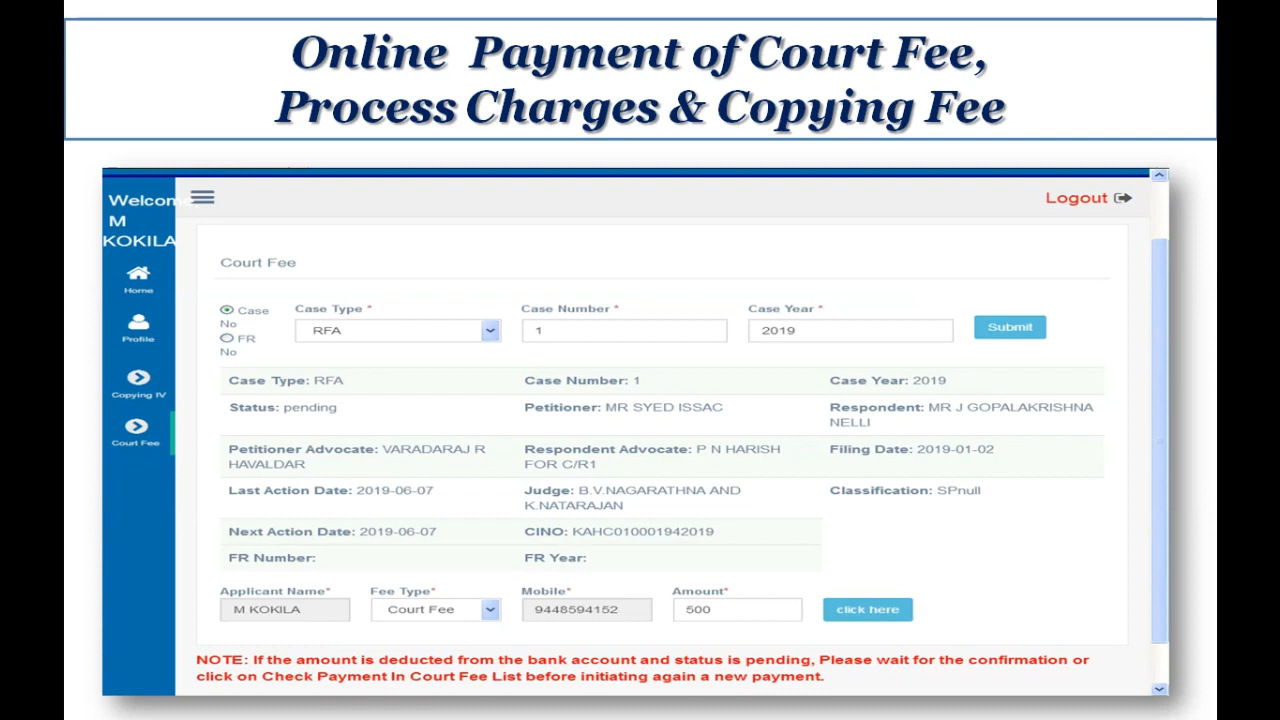 Online Payment of Court Fee,
Process Charges & Copying Fee
Welcome
M
KOKILA
Logout
Home
Profile
Copying IV
Court Fee
Court Fee
Case No
FR No
Case Type * Case Number * Case Year *
RFA 1 2019 Submit
Case Type: RFA Case Number: 1 Case Year: 2019
Status: pending Petitioner: MR SYED ISSAC Respondent: MR J GOPALAKRISHNA
NELLI
Petitioner Advocate: VARADARAJ R Respondent Advocate: P N HARISH Filing Date: 2019-01-02
HAVALDAR FOR C/R1
Last Action Date: 2019-06-07 Judge: B.V.NAGARATHNA AND Classification: SPnull
K.NATARAJAN
Next Action Date: 2019-06-07 CINO: KAHC010001942019
FR Number: FR Year:
Applicant Name* Fee Type* Mobile* Amount*
M KOKILA Court Fee 9448594152 500 click here
NOTE: If the amount is deducted from the bank account and status is pending, Please wait for the confirmation or
click on Check Payment In Court Fee List before initiating again a new payment.